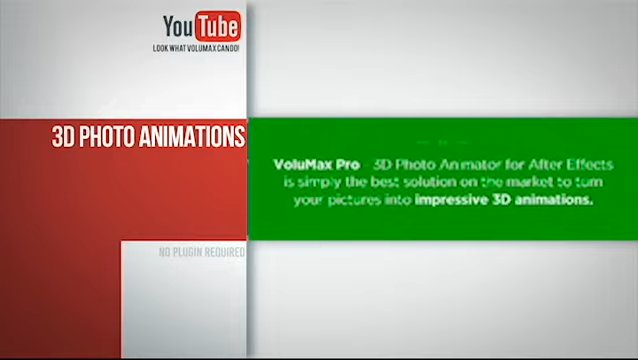 YouTube
LOOK WHAT VOLUMAX CAN DO!
3D PHOTO ANIMATIONS
VoluMax Pro - 3D Photo Animator for After Effects
is simply the best solution on the market to turn
your pictures into impressive 3D animations.
NO PLUGIN REQUIRED